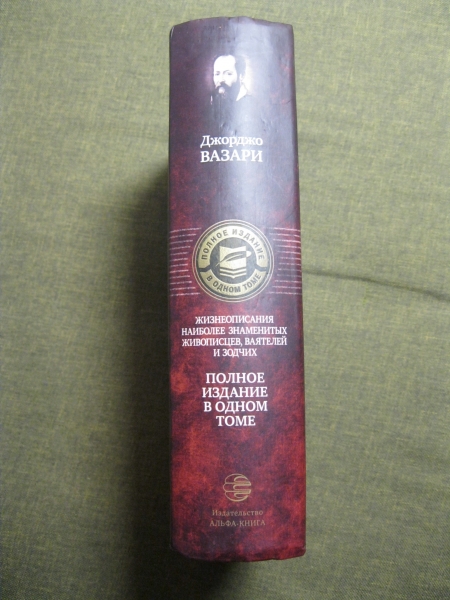 Джорджо
ВАЗАРИ
ПОЛНОЕ ИЗДАНИЕ
В ОДНОМ ТОМЕ
ЖИЗНЕОПИСАНИЯ
НАИБОЛЕЕ ЗНАМЕНИТЫХ
ЖИВОПИСЦЕВ, ВАЯТЕЛЕЙ
И ЗОДЧИХ
ПОЛНОЕ
ИЗДАНИЕ
В ОДНОМ
ТОМЕ
Издательство
АЛЬФА-КНИГА